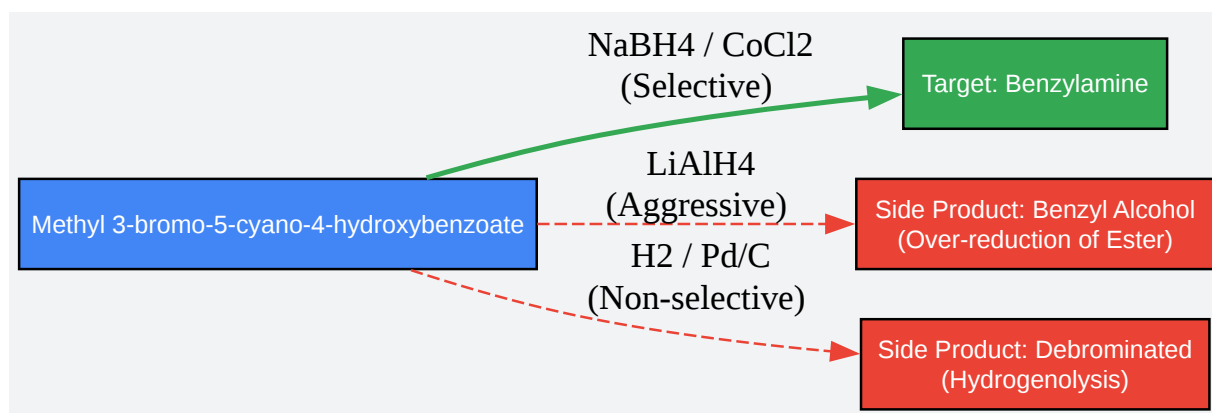 NaBH4 / CoCl2
(Selective)
Target: Benzylamine
LiAlH4
(Aggressive)
Methyl 3-bromo-5-cyano-4-hydroxybenzoate
Side Product: Benzyl Alcohol
(Over-reduction of Ester)
H2 / Pd/C
(Non-selective)
Side Product: Debrominated
(Hydrogenolysis)